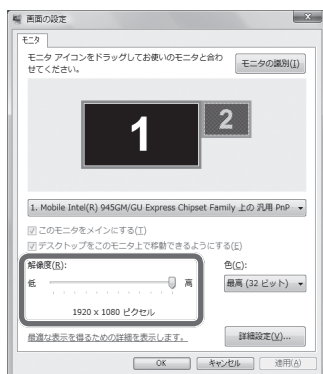 画面の設定
モニタ
モニタ アイコンをドラッグしてお使いのモニタと合わ
せてください。
モニタの識別(I)
1
2
1. Mobile Intel(R) 945GM/GU Express Chipset Family 上の 汎用 PnP
このモニタをメインにする(T)
デスクトップをこのモニタ上で移動できるようにする(E)
解像度(R):
低
高
1920 x 1080 ピクセル
色(C):
最高 (32 ビット)
最適な表示を得るための詳細を表示します。
詳細設定(V)...
OK
キャンセル
適用(A)